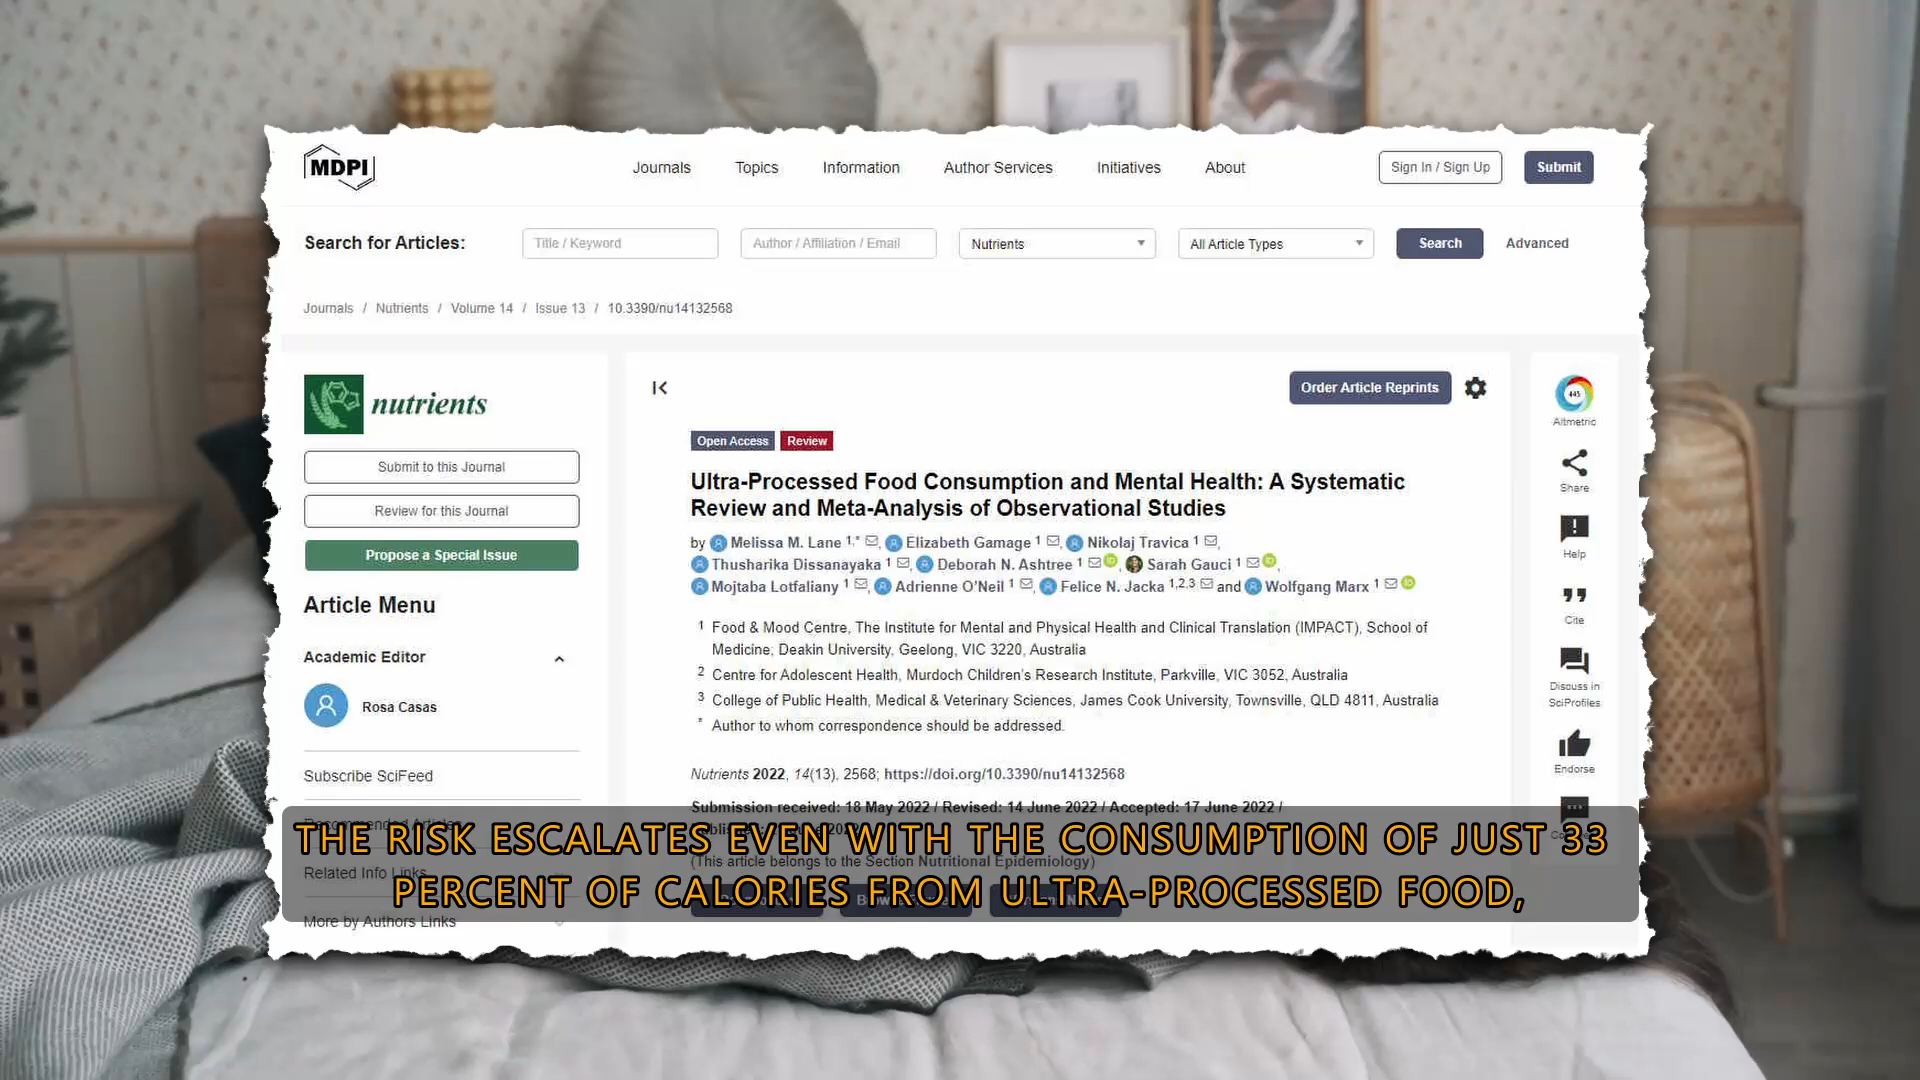 MDPI
Journals Topics Information Author Services Initiatives About Sign In / Sign Up Submit
Search for Articles: Title / Keyword Author / Affiliation / Email Nutrients All Article Types Search Advanced
Journals / Nutrients / Volume 14 / Issue 13 / 10.3390/nu14132568
nutrients
Submit to this Journal
Review for this Journal
Propose a Special Issue
Article Menu
Academic Editor
Rosa Casas
Subscribe SciFeed
Recommended Articles
Related Info Links
More by Authors Links
Order Article Reprints
Open Access Review
Ultra-Processed Food Consumption and Mental Health: A Systematic
Review and Meta-Analysis of Observational Studies
by Melissa M. Lane 1,* , Elizabeth Gamage 1 , Nikolaj Travica 1 ,
Thusharika Dissanayaka 1 , Deborah N. Ashtree 1 , Sarah Gauci 1 ,
Mojtaba Lotfaliany 1 , Adrienne O'Neil 1 , Felice N. Jacka 1,2,3 and Wolfgang Marx 1
1 Food & Mood Centre, The Institute for Mental and Physical Health and Clinical Translation (IMPACT), School of
Medicine, Deakin University, Geelong, VIC 3220, Australia
2 Centre for Adolescent Health, Murdoch Children's Research Institute, Parkville, VIC 3052, Australia
3 College of Public Health, Medical & Veterinary Sciences, James Cook University, Townsville, QLD 4811, Australia
* Author to whom correspondence should be addressed.
Nutrients 2022, 14(13), 2568; https://doi.org/10.3390/nu14132568
Submission received: 18 May 2022 / Revised: 14 June 2022 / Accepted: 17 June 2022 /
(This article belongs to the Section Nutritional Epidemiology)
445
Altmetric
Share
Help
Cite
Discuss in
SciProfiles
Endorse
THE RISK ESCALATES EVEN WITH THE CONSUMPTION OF JUST 33
PERCENT OF CALORIES FROM ULTRA-PROCESSED FOOD,